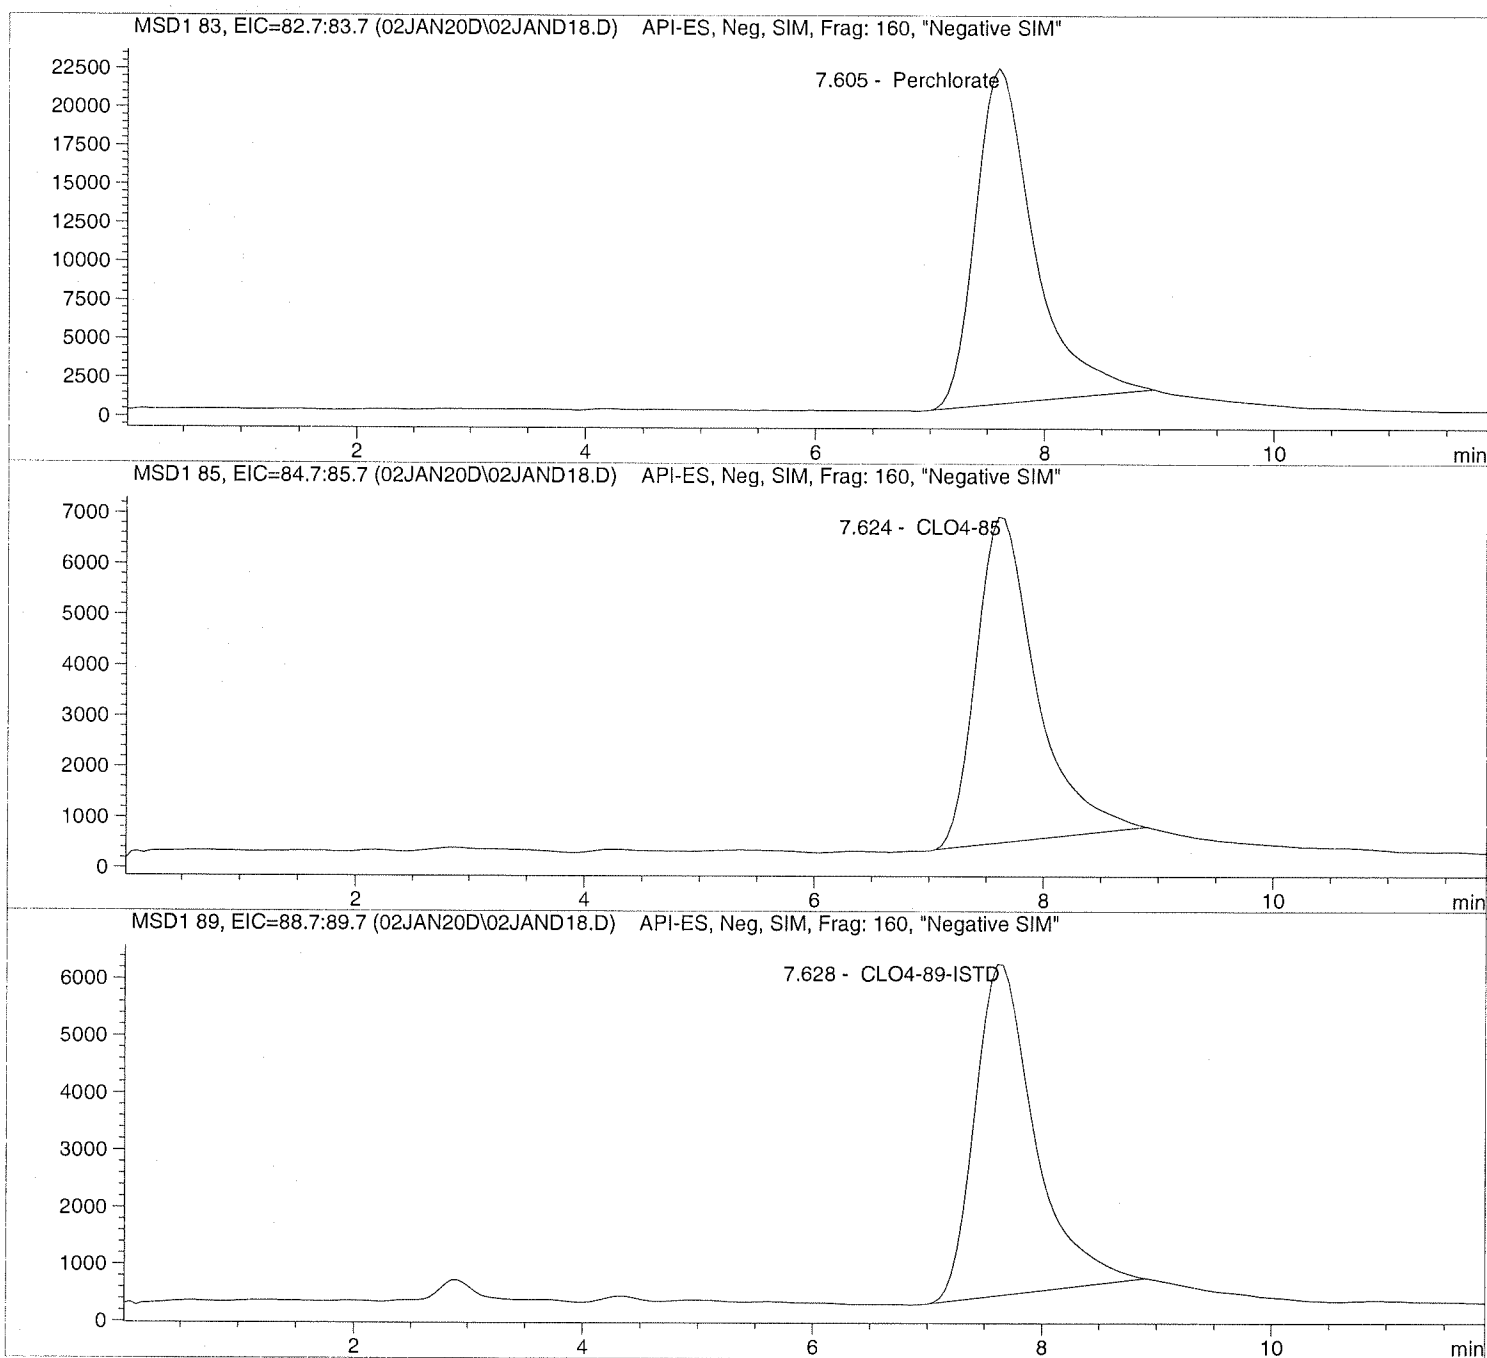 MSD1 83, EIC=82.7:83.7 (02JAN20D\02JAND18.D) API-ES, Neg, SIM, Frag: 160, "Negative SIM"
7.605 - Perchlorate
22500
20000
17500
15000
12500
10000
7500
5000
2500
0
2 4 6 8 10 min
MSD1 85, EIC=84.7:85.7 (02JAN20D\02JAND18.D) API-ES, Neg, SIM, Frag: 160, "Negative SIM"
7.624 - CLO4-85
7000
6000
5000
4000
3000
2000
1000
0
2 4 6 8 10 min
MSD1 89, EIC=88.7:89.7 (02JAN20D\02JAND18.D) API-ES, Neg, SIM, Frag: 160, "Negative SIM"
7.628 - CLO4-89-ISTD
6000
5000
4000
3000
2000
1000
0
2 4 6 8 10 min